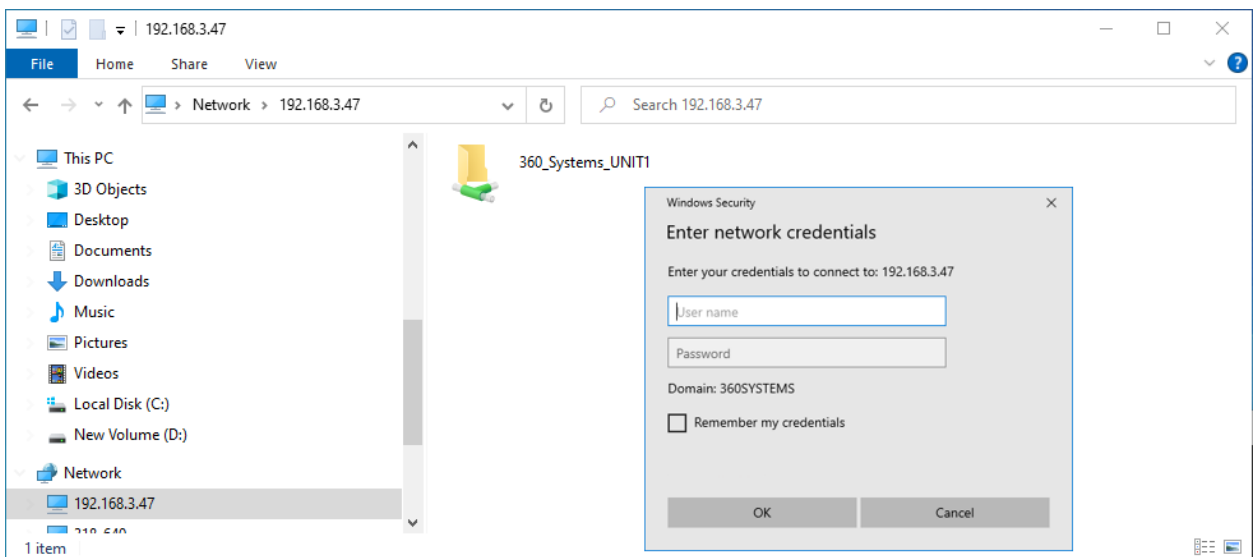 192.168.3.47
File Home Share View
Network > 192.168.3.47
Search 192.168.3.47
This PC
3D Objects
Desktop
Documents
Downloads
Music
Pictures
Videos
Local Disk (C:)
New Volume (D:)
Network
192.168.3.47
360_Systems_UNIT1
Windows Security
Enter network credentials
Enter your credentials to connect to: 192.168.3.47
User name
Password
Domain: 360SYSTEMS
Remember my credentials
OK Cancel
1 item